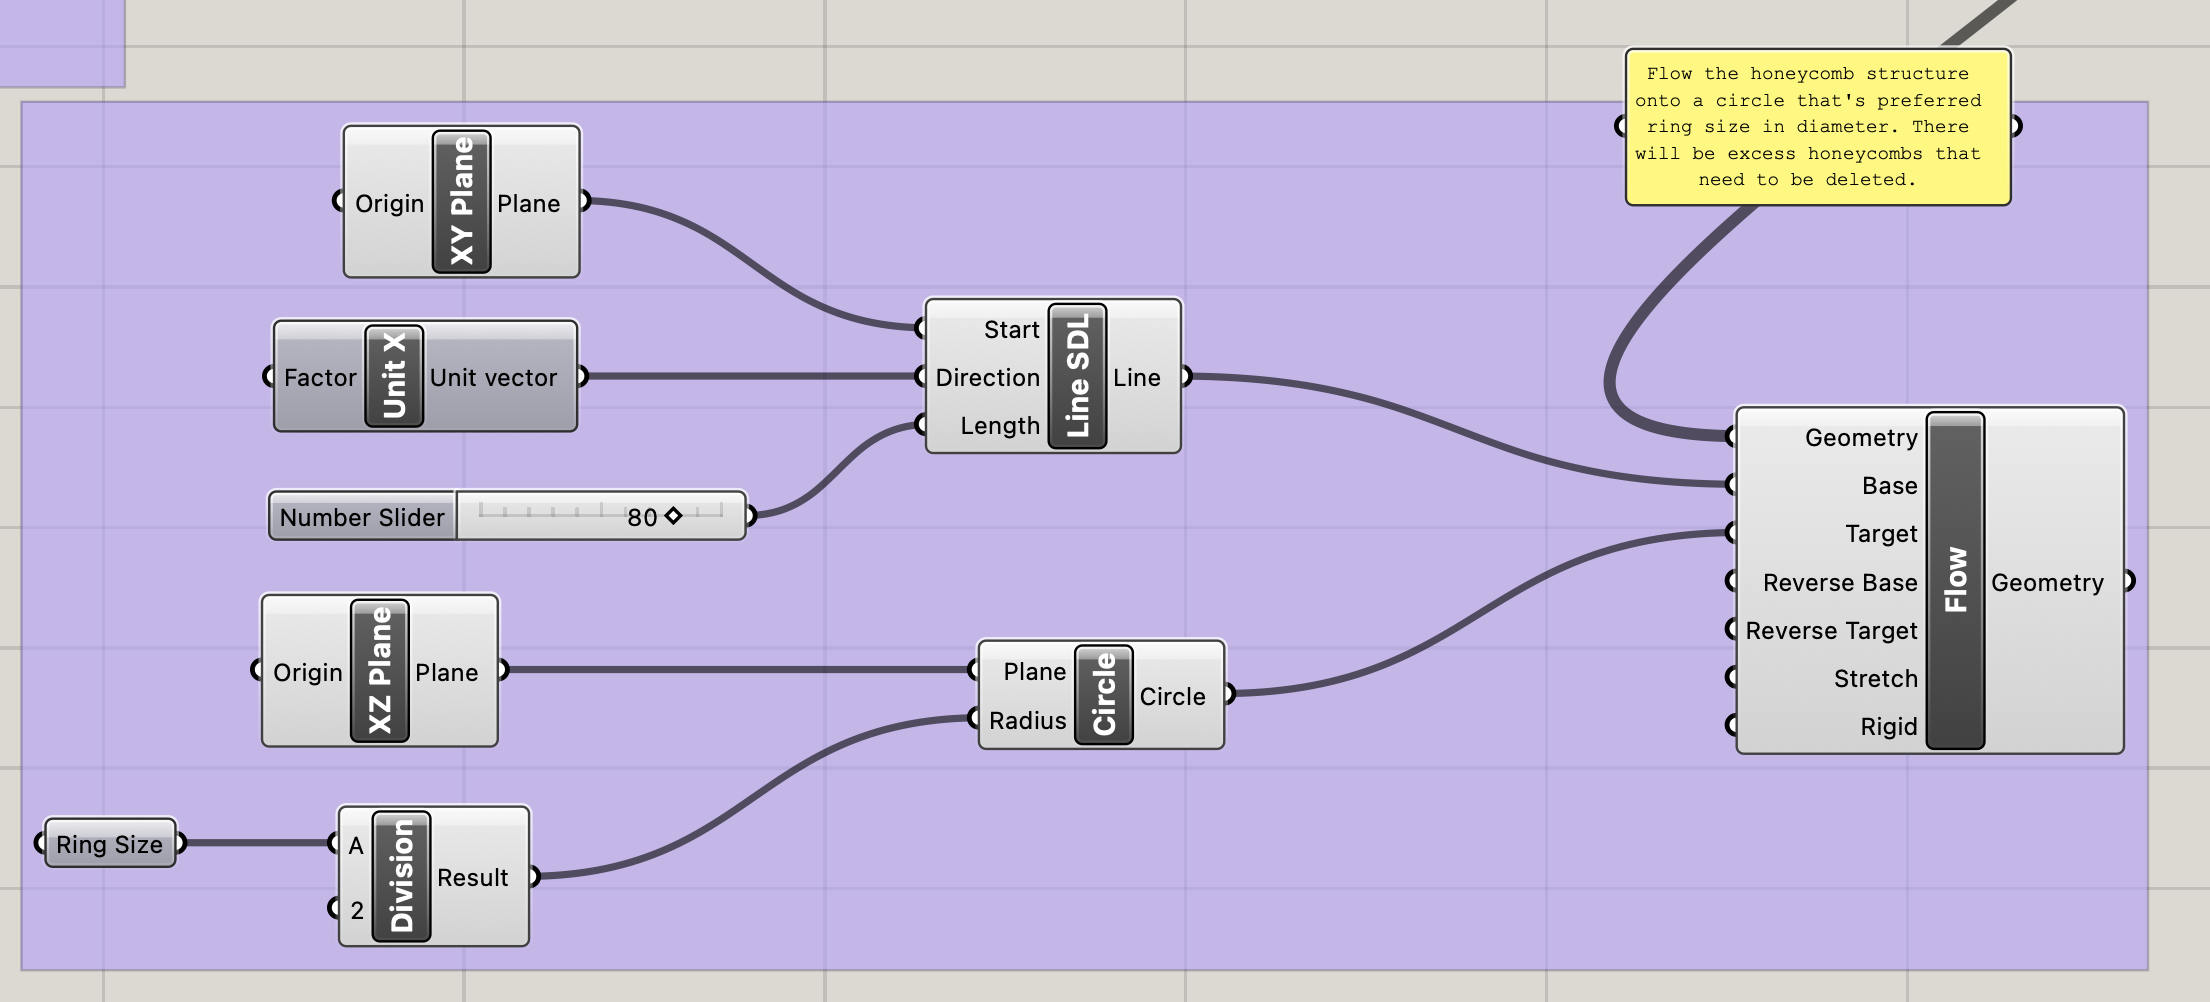 Flow the honeycomb structure
onto a circle that's preferred
ring size in diameter. There
will be excess honeycombs that
need to be deleted.
Origin
XY Plane
Plane
Factor
Unit X
Unit vector
Number Slider
80
Start
Direction
Length
Line SDL
Line
Origin
XZ Plane
Plane
Plane
Radius
Circle
Circle
Ring Size
A
2
Division
Result
Geometry
Base
Target
Reverse Base
Reverse Target
Stretch
Rigid
Flow
Geometry